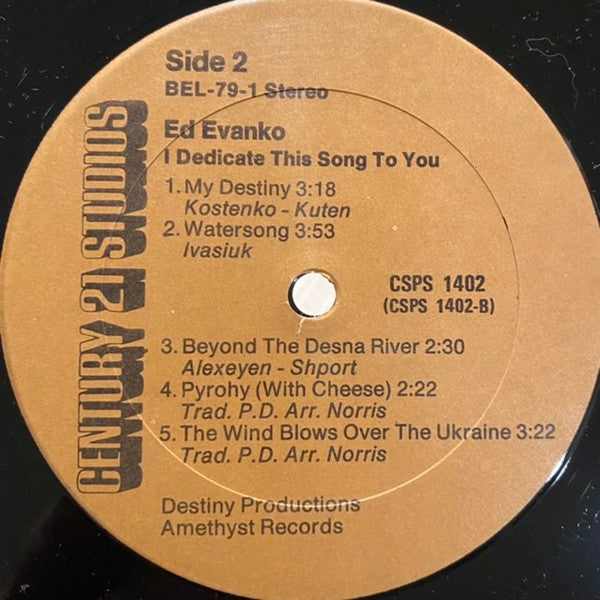 Side 2
BEL-79-1 Stereo
Ed Evanko
I Dedicate This Song To You
1. My Destiny 3:18
Kostenko - Kuten
2. Watersong 3:53
Ivasiuk
CSPS 1402
(CSPS 1402-B)
3. Beyond The Desna River 2:30
Alexeyen - Shport
4. Pyrohy (With Cheese) 2:22
Trad. P.D. Arr. Norris
5. The Wind Blows Over The Ukraine 3:22
Trad. P.D. Arr. Norris
Destiny Productions
Amethyst Records
CENTURY 21 STUDIOS